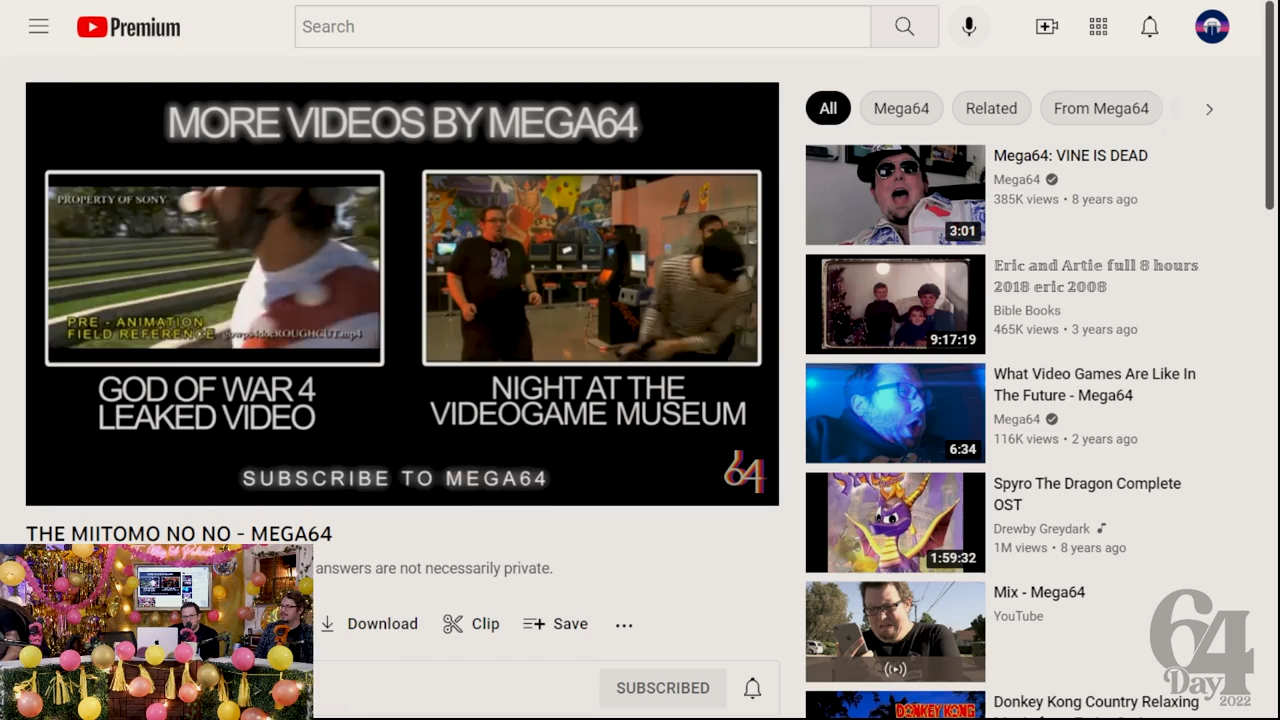 Premium
Search
MORE VIDEOS BY MEGA64
PROPERTY OF SONY
PRE - ANIMATION
FIELD REFERENCE
GOD OF WAR 4
LEAKED VIDEO
NIGHT AT THE
VIDEOGAME MUSEUM
SUBSCRIBE TO MEGA64
64
THE MIITOMO NO NO - MEGA64
answers are not necessarily private.
Download
Clip
Save
SUBSCRIBED
All
Mega64
Related
From Mega64
Mega64: VINE IS DEAD
Mega64
385K views • 8 years ago
3:01
𝔼𝕣𝕚𝕔 𝕒𝕟𝕕 𝔸𝕣𝕥𝕚𝕖 𝕗𝕦𝕝𝕝 𝟠 𝕙𝕠𝕦𝕣𝕤
𝟚𝟘𝟙𝟠 𝕖𝕣𝕚𝕔 𝟚𝟘𝟘𝟠
Bible Books
465K views • 3 years ago
9:17:19
What Video Games Are Like In
The Future - Mega64
Mega64
116K views • 2 years ago
6:34
Spyro The Dragon Complete
OST
Drewby Greydark
1M views • 8 years ago
1:59:32
Mix - Mega64
YouTube
Donkey Kong Country Relaxing
DONKEY KONG
64
Day
2022